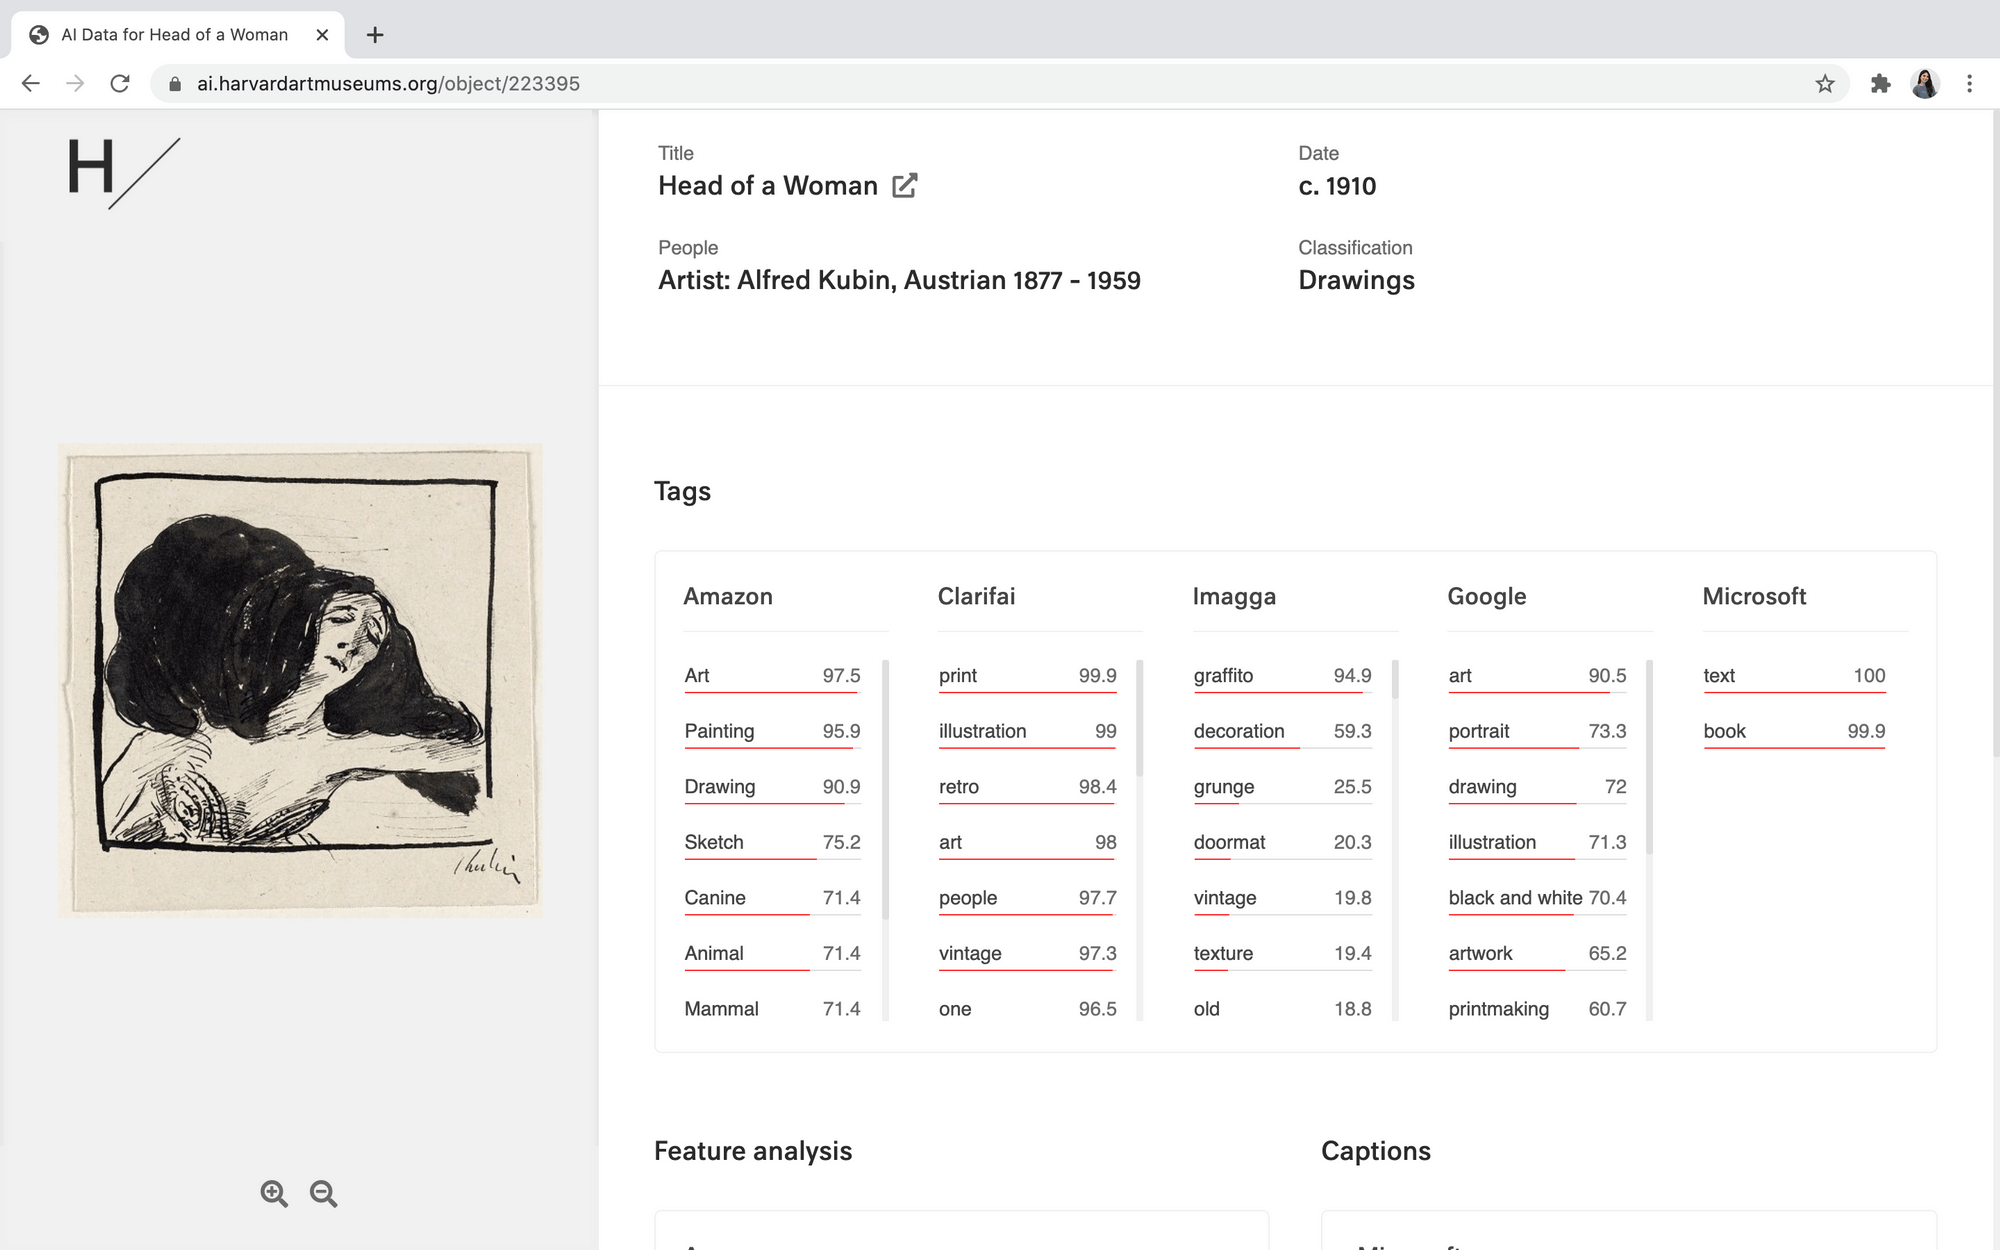 AI Data for Head of a Woman
ai.harvardartmuseums.org/object/223395
H
Title
Head of a Woman
Date
c. 1910
People
Artist: Alfred Kubin, Austrian 1877 - 1959
Classification
Drawings
Tags
Amazon
Art 97.5
Painting 95.9
Drawing 90.9
Sketch 75.2
Canine 71.4
Animal 71.4
Mammal 71.4
Clarifai
print 99.9
illustration 99
retro 98.4
art 98
people 97.7
vintage 97.3
one 96.5
Imagga
graffito 94.9
decoration 59.3
grunge 25.5
doormat 20.3
vintage 19.8
texture 19.4
old 18.8
Google
art 90.5
portrait 73.3
drawing 72
illustration 71.3
black and white 70.4
artwork 65.2
printmaking 60.7
Microsoft
text 100
book 99.9
Feature analysis
Captions